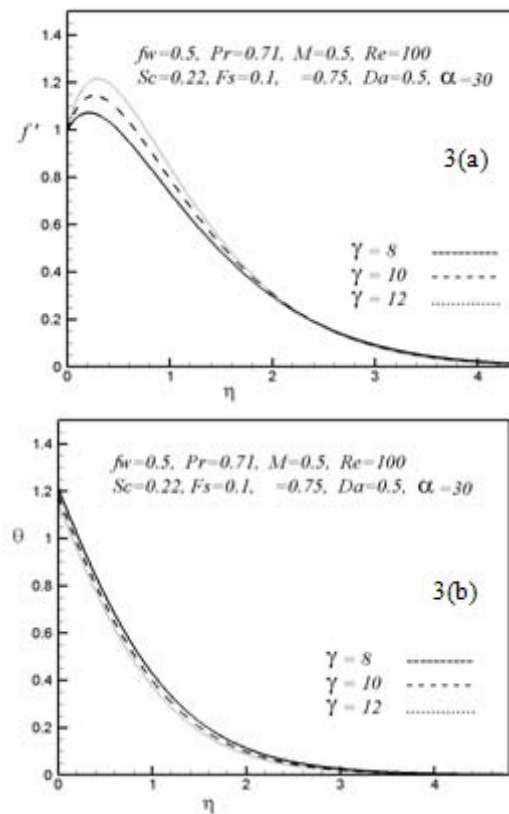 fw=0.5, Pr=0.71, M=0.5, Re=100
Sc=0.22, Fs=0.1, =0.75, Da=0.5, α=30
1.4
1.2
1
f'
0.8
0.6
0.4
0.2
0
3(a)
γ = 8
γ = 10
γ = 12
0 1 2 3 4
η
fw=0.5, Pr=0.71, M=0.5, Re=100
Sc=0.22, Fs=0.1, =0.75, Da=0.5, α=30
1.4
1.2
θ
1
0.8
0.6
0.4
0.2
0
3(b)
γ = 8
γ = 10
γ = 12
0 1 2 3 4
η